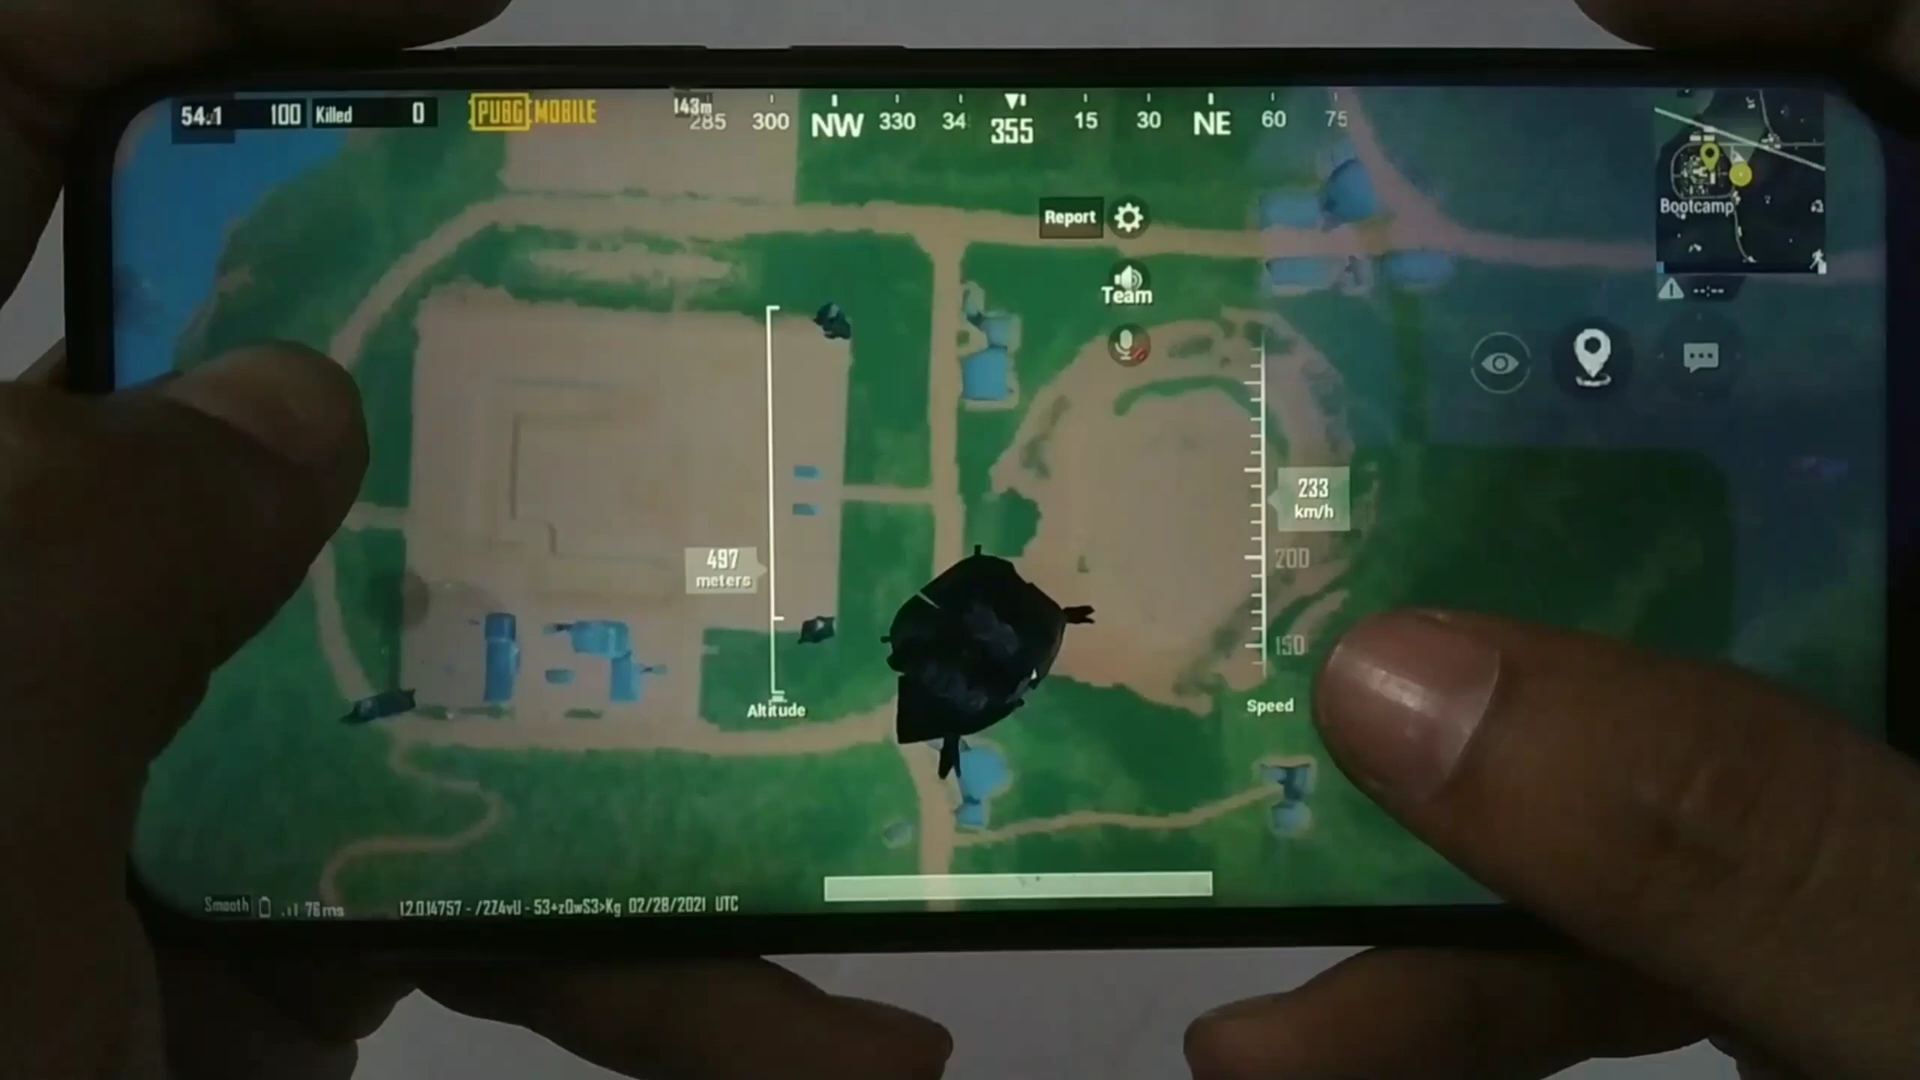 54.1 100 Killed 0 PUBG MOBILE 143m
285 300 NW 330 34 355 15 30 NE 60 75
Report
Team
Bootcamp
--:--
233
km/h
497
meters
200
150
Altitude
Speed
Smooth 76ms 02/28/2021 UTC